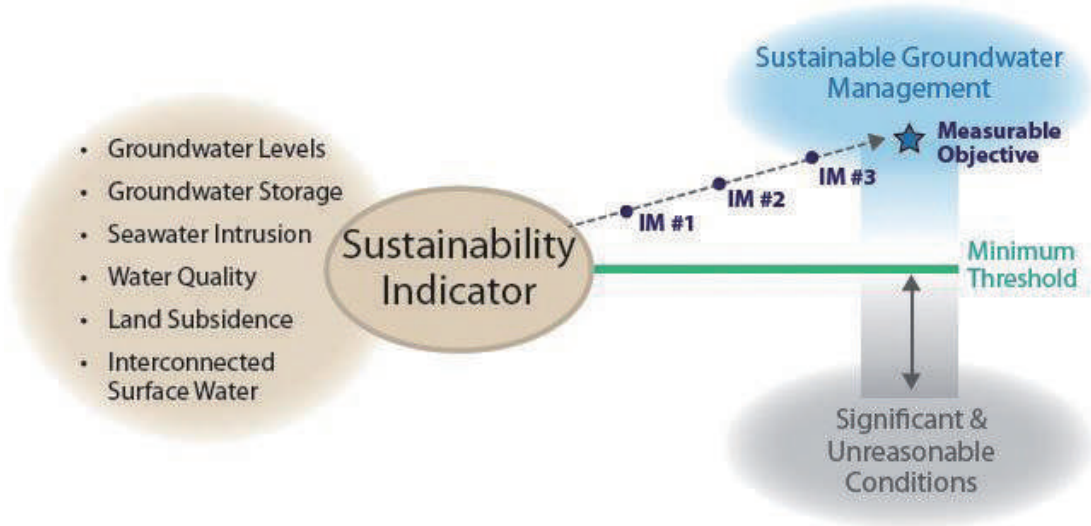 • Groundwater Levels
• Groundwater Storage
• Seawater Intrusion
• Water Quality
• Land Subsidence
• Interconnected
Surface Water
Sustainability
Indicator
IM #1
IM #2
IM #3
Sustainable Groundwater
Management
Measurable
Objective
Minimum
Threshold
Significant &
Unreasonable
Conditions